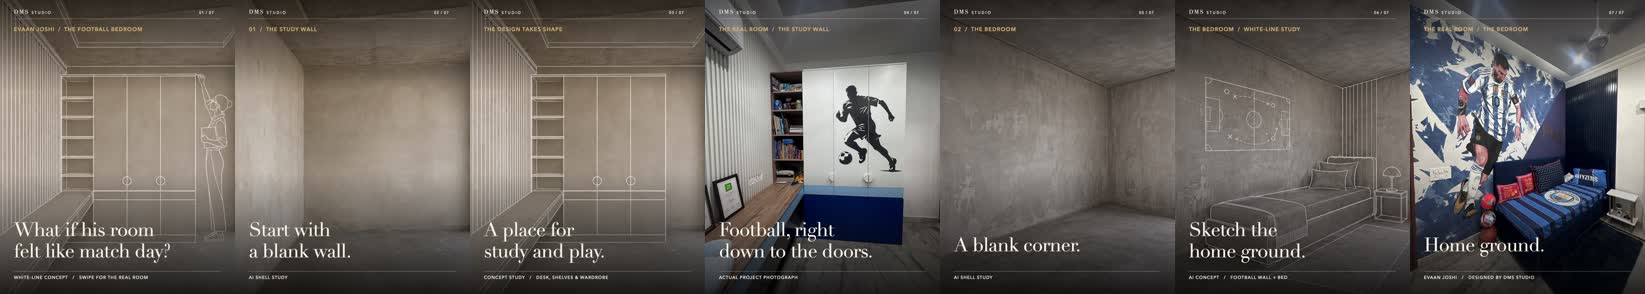 DMS STUDIO
01 / 07
EVAAN JOSHI / THE FOOTBALL BEDROOM
What if his room
felt like match day?
WHITE-LINE CONCEPT / SWIPE FOR THE REAL ROOM
DMS STUDIO
02 / 07
01 / THE STUDY WALL
Start with
a blank wall.
AI SHELL STUDY
DMS STUDIO
03 / 07
THE DESIGN TAKES SHAPE
A place for
study and play.
CONCEPT STUDY / DESK, SHELVES & WARDROBE
DMS STUDIO
04 / 07
THE REAL ROOM / THE STUDY WALL
Football, right
down to the doors.
ACTUAL PROJECT PHOTOGRAPH
DMS STUDIO
05 / 07
02 / THE BEDROOM
A blank corner.
AI SHELL STUDY
DMS STUDIO
06 / 07
THE BEDROOM / WHITE-LINE STUDY
Sketch the
home ground.
AI CONCEPT / FOOTBALL WALL + BED
DMS STUDIO
07 / 07
THE REAL ROOM / THE BEDROOM
10
Home ground.
EVAAN JOSHI / DESIGNED BY DMS STUDIO